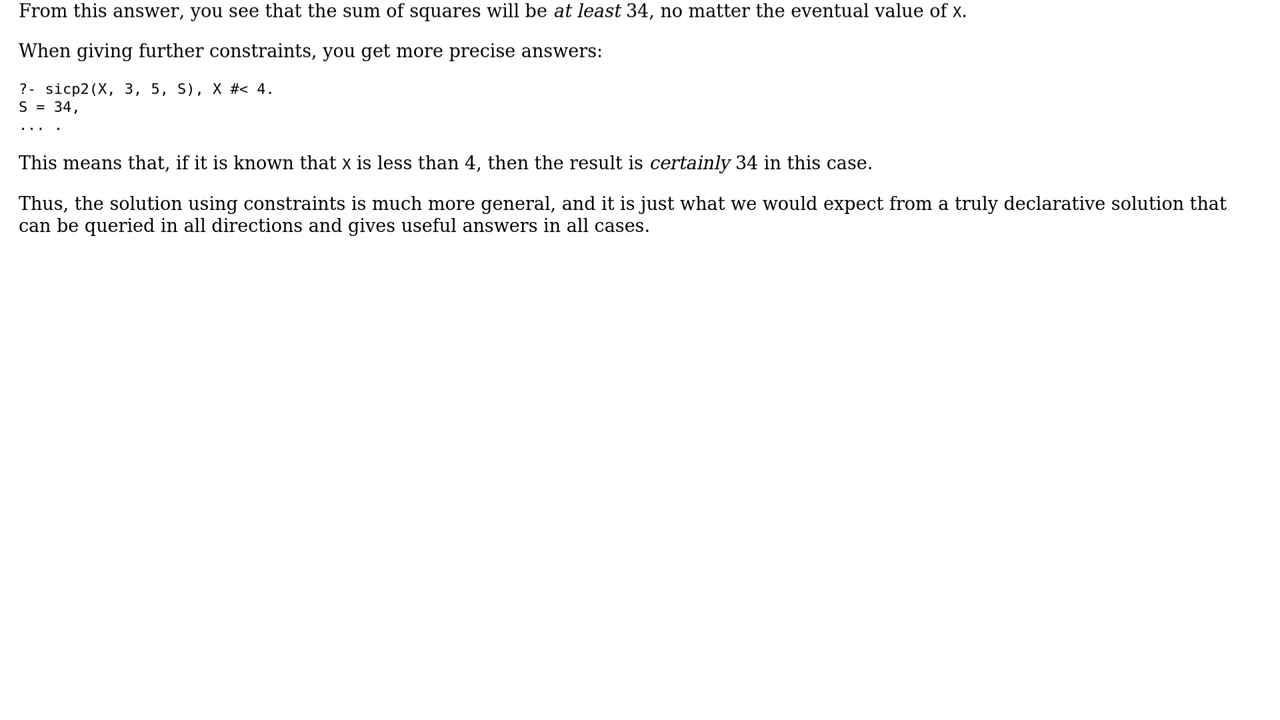 From this answer, you see that the sum of squares will be at least 34, no matter the eventual value of X.
When giving further constraints, you get more precise answers:
?- sicp2(X, 3, 5, S), X #< 4.
S = 34,
... .
This means that, if it is known that X is less than 4, then the result is certainly 34 in this case.
Thus, the solution using constraints is much more general, and it is just what we would expect from a truly declarative solution that
can be queried in all directions and gives useful answers in all cases.